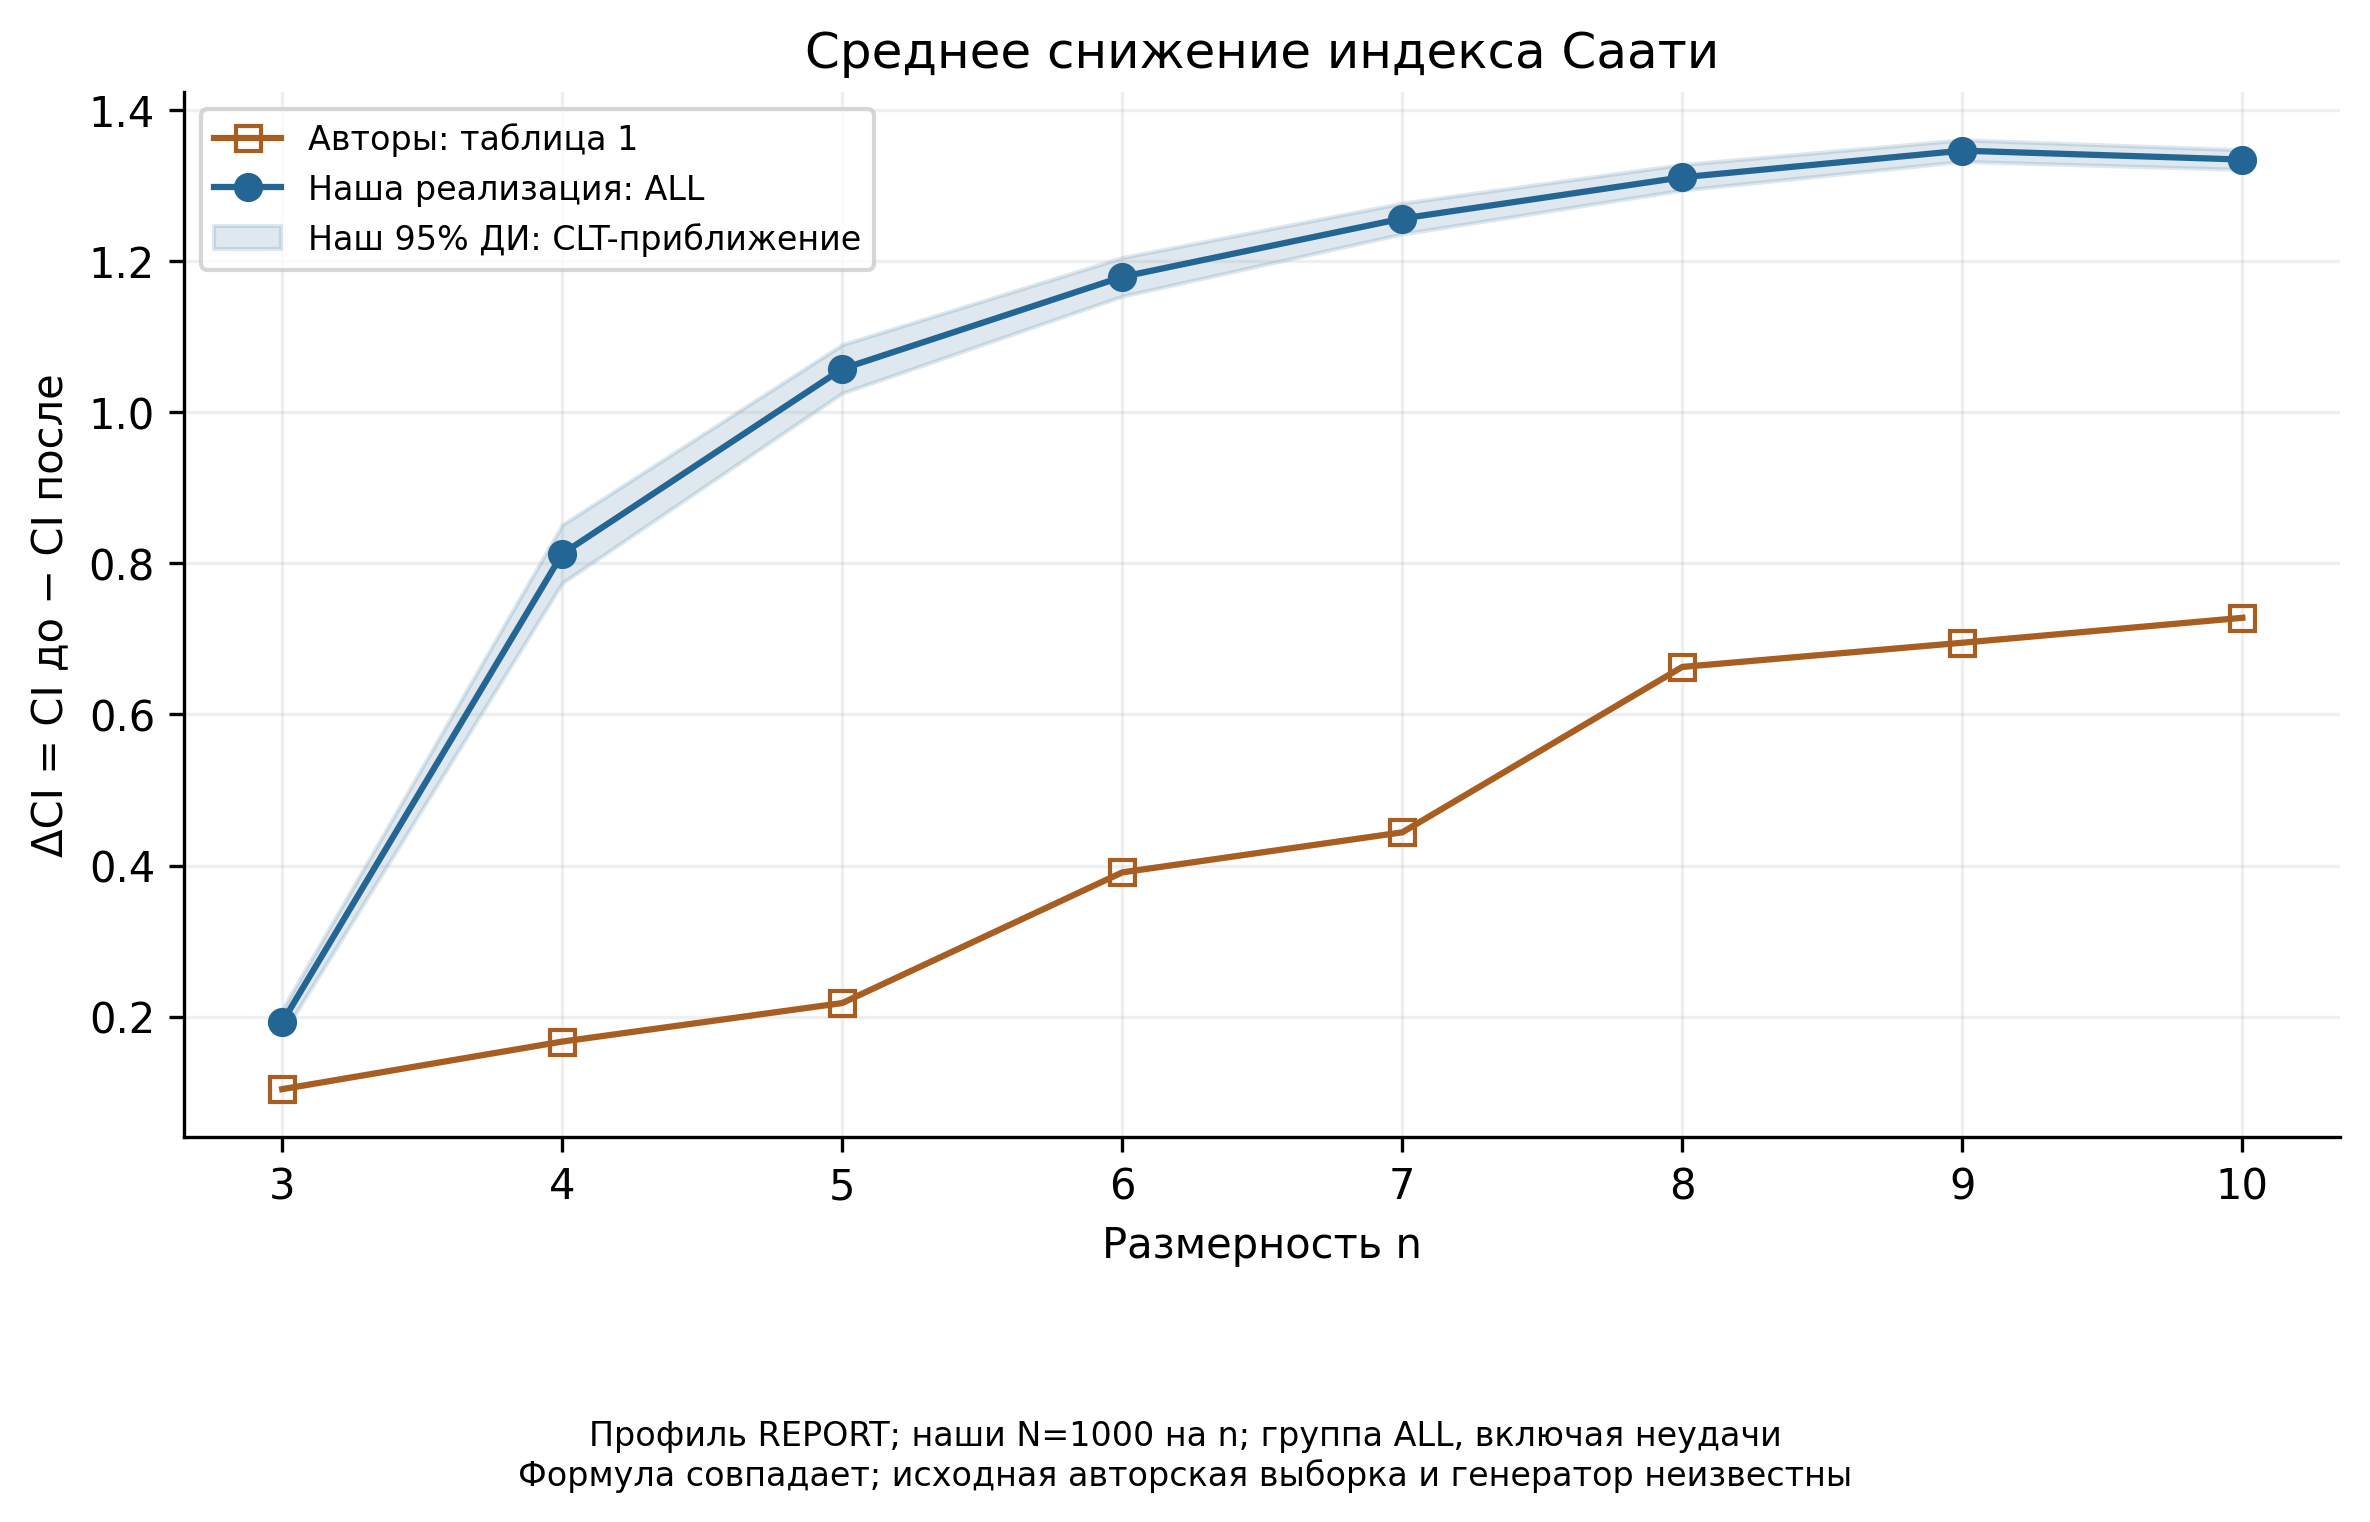 Среднее снижение индекса Саати
Авторы: таблица 1
Наша реализация: ALL
Наш 95% ДИ: CLT-приближение
ΔCI = CI до − CI после
1.4
1.2
1.0
0.8
0.6
0.4
0.2
3 4 5 6 7 8 9 10
Размерность n
Профиль REPORT; наши N=1000 на n; группа ALL, включая неудачи
Формула совпадает; исходная авторская выборка и генератор неизвестны